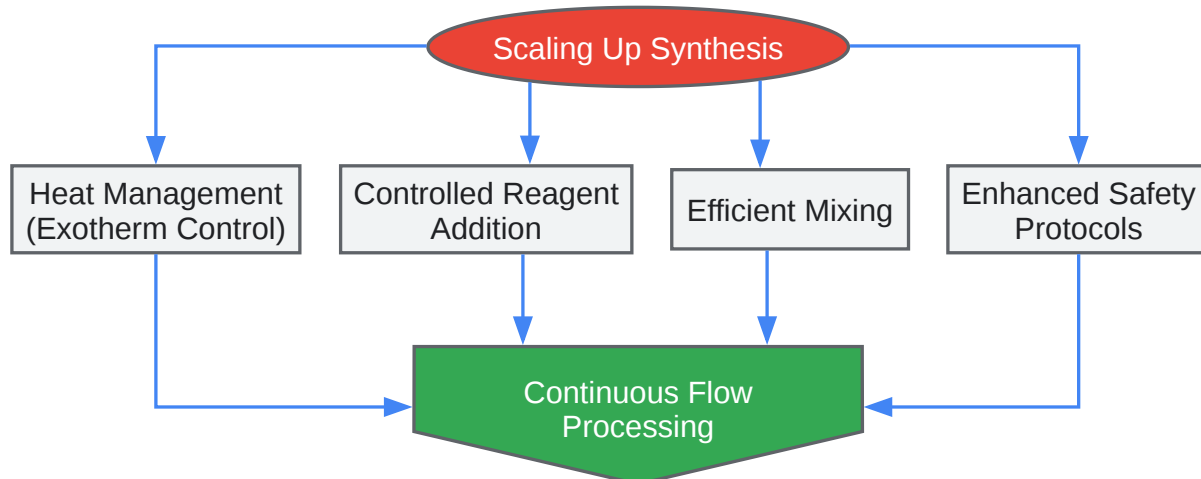 Scaling Up Synthesis
Heat Management
(Exotherm Control)
Controlled Reagent
Addition
Efficient Mixing
Enhanced Safety
Protocols
Continuous Flow
Processing